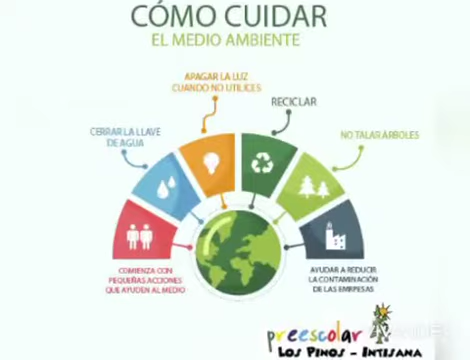 CÓMO CUIDAR
EL MEDIO AMBIENTE
APAGAR LA LUZ
CUANDO NO UTILICES
RECICLAR
CERRAR LA LLAVE
DE AGUA
NO TALAR ÁRBOLES
COMIENZA CON
PEQUEÑAS ACCIONES
QUE AYUDEN AL MEDIO
AYUDAR A REDUCIR
LA CONTAMINACIÓN
DE LAS EMPRESAS
preescolar
LOS PINOS - INTESANA